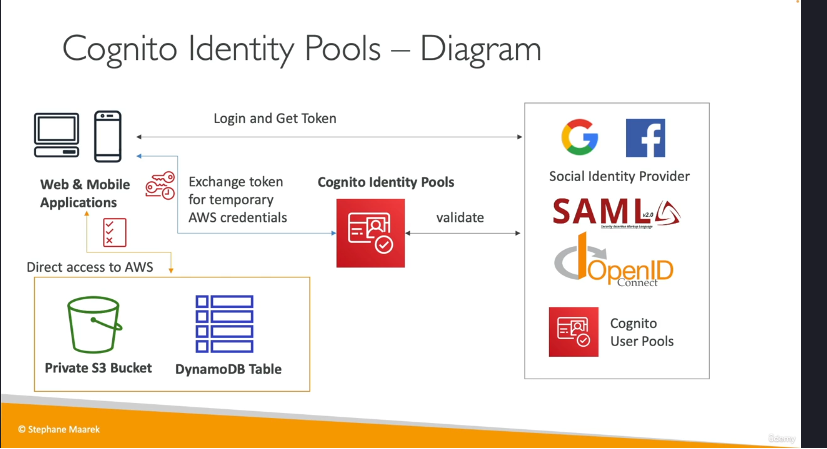 Cognito Identity Pools – Diagram
Login and Get Token
Web & Mobile
Applications
Exchange token
for temporary
AWS credentials
Cognito Identity Pools
validate
Social Identity Provider
SAML v2.0
Security Assertion Markup Language
OpenID
Connect
Cognito
User Pools
Direct access to AWS
Private S3 Bucket
DynamoDB Table
© Stephane Maarek
Udemy